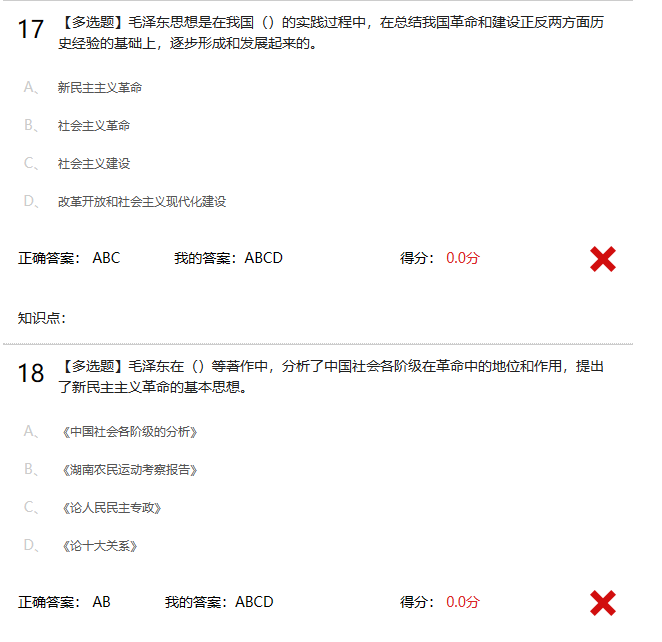 17 【多选题】毛泽东思想是在我国（）的实践过程中，在总结我国革命和建设正反两方面历
史经验的基础上，逐步形成和发展起来的。
A、 新民主主义革命
B、 社会主义革命
C、 社会主义建设
D、 改革开放和社会主义现代化建设
正确答案： ABC 我的答案：ABCD 得分： 0.0分
知识点：
18 【多选题】毛泽东在（）等著作中，分析了中国社会各阶级在革命中的地位和作用，提出
了新民主主义革命的基本思想。
A、 《中国社会各阶级的分析》
B、 《湖南农民运动考察报告》
C、 《论人民民主专政》
D、 《论十大关系》
正确答案： AB 我的答案：ABCD 得分： 0.0分